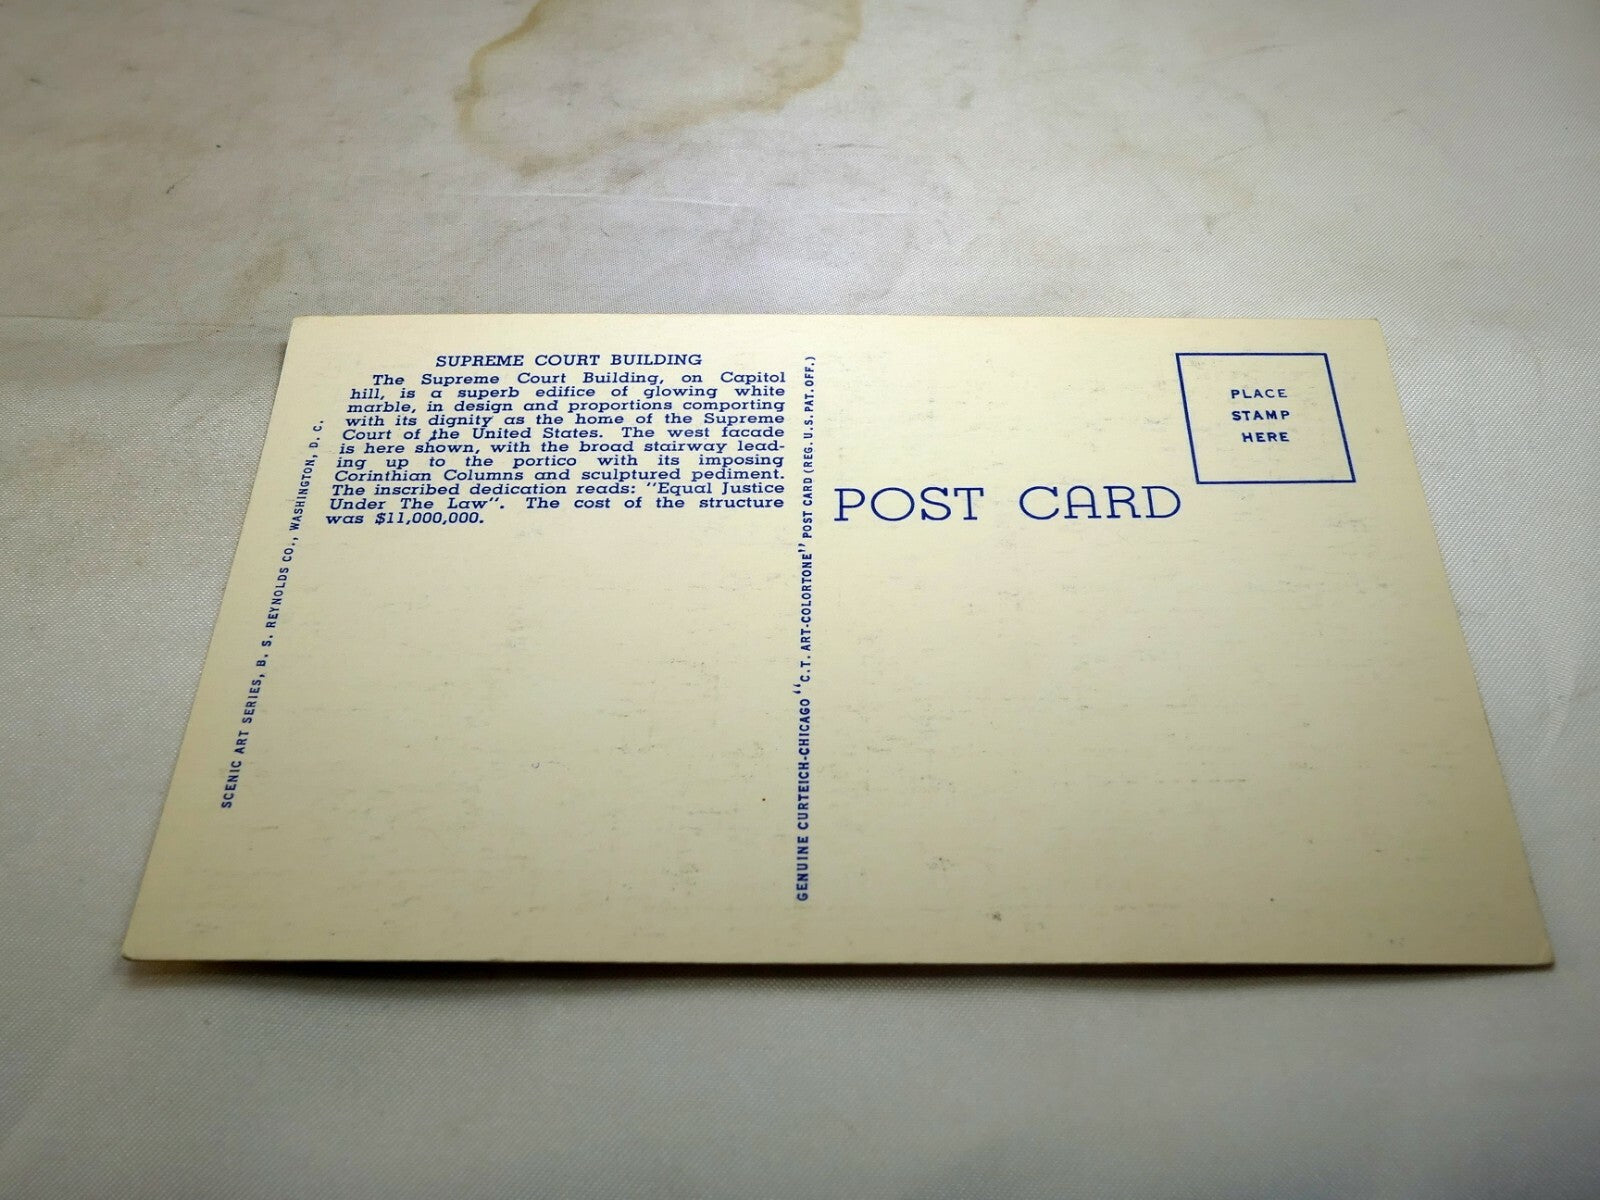 SUPREME COURT BUILDING
The Supreme Court Building, on Capitol
hill, is a superb edifice of glowing white
marble, in design and proportions comporting
with its dignity as the home of the Supreme
Court of the United States. The west facade
is here shown, with the broad stairway lead-
ing up to the portico with its imposing
Corinthian Columns and sculptured pediment.
The inscribed dedication reads: "Equal Justice
Under The Law". The cost of the structure
was $11,000,000.
SCENIC ART SERIES, B. S. REYNOLDS CO., WASHINGTON, D. C.
GENUINE CURTEICH-CHICAGO "C.T. ART-COLORTONE" POST CARD (REG. U.S. PAT. OFF.)
POST CARD
PLACE
STAMP
HERE